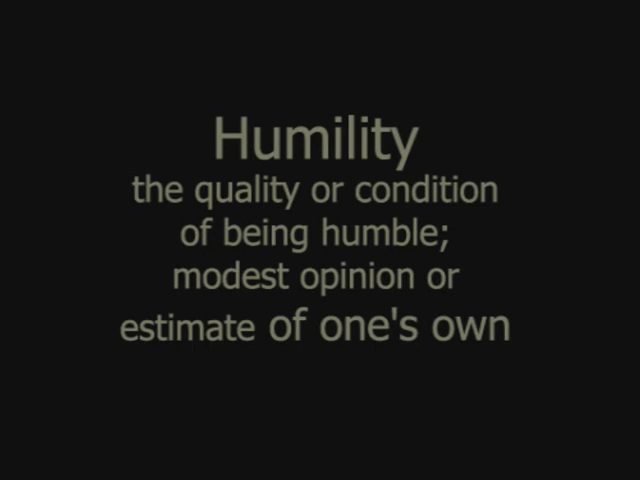 Humility
the quality or condition
of being humble;
modest opinion or
estimate of one's own